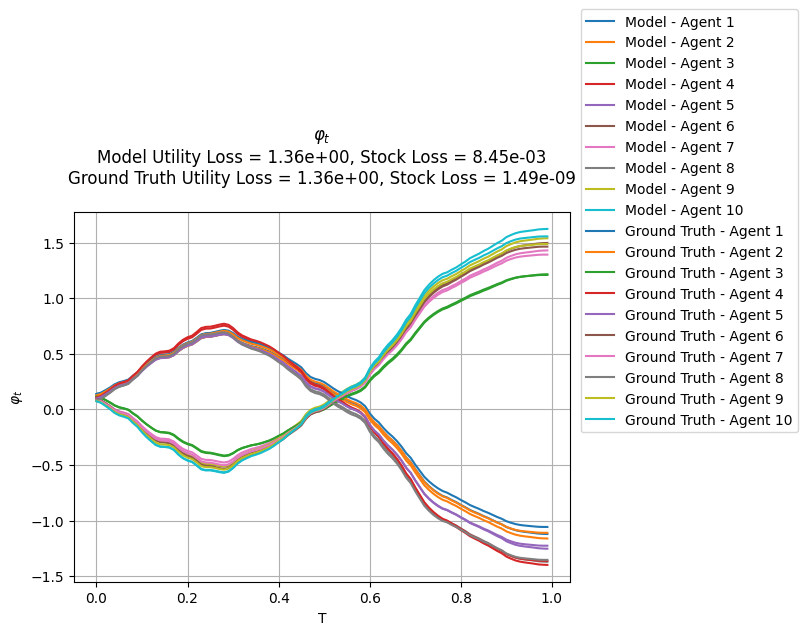 φt
Model Utility Loss = 1.36e+00, Stock Loss = 8.45e-03
Ground Truth Utility Loss = 1.36e+00, Stock Loss = 1.49e-09
Model - Agent 1
Model - Agent 2
Model - Agent 3
Model - Agent 4
Model - Agent 5
Model - Agent 6
Model - Agent 7
Model - Agent 8
Model - Agent 9
Model - Agent 10
Ground Truth - Agent 1
Ground Truth - Agent 2
Ground Truth - Agent 3
Ground Truth - Agent 4
Ground Truth - Agent 5
Ground Truth - Agent 6
Ground Truth - Agent 7
Ground Truth - Agent 8
Ground Truth - Agent 9
Ground Truth - Agent 10
φt
1.5
1.0
0.5
0.0
−0.5
−1.0
−1.5
0.0 0.2 0.4 0.6 0.8 1.0
T